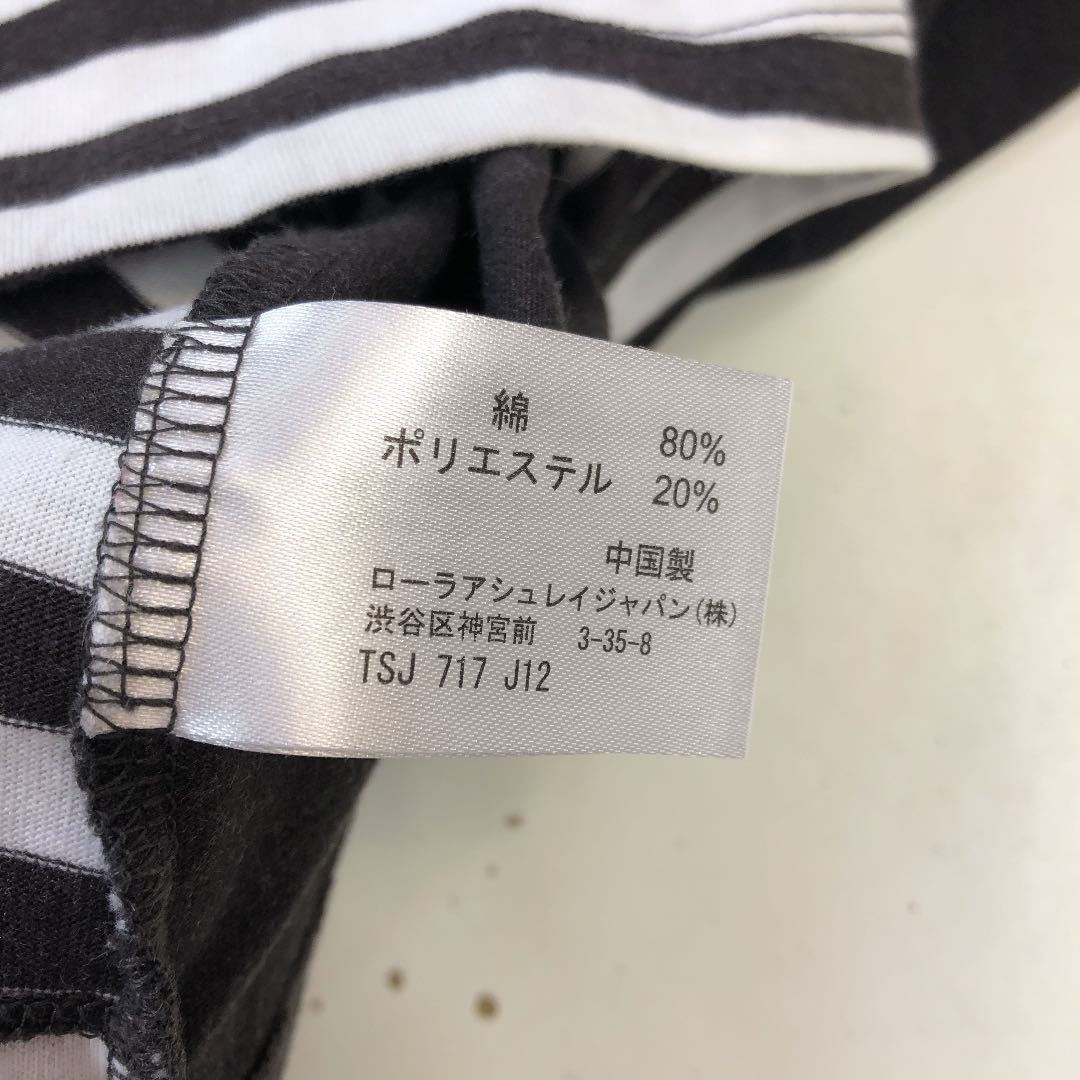 綿 80%
ポリエステル 20%
中国製
ローラアシュレイジャパン(株)
渋谷区神宮前 3-35-8
TSJ 717 J12